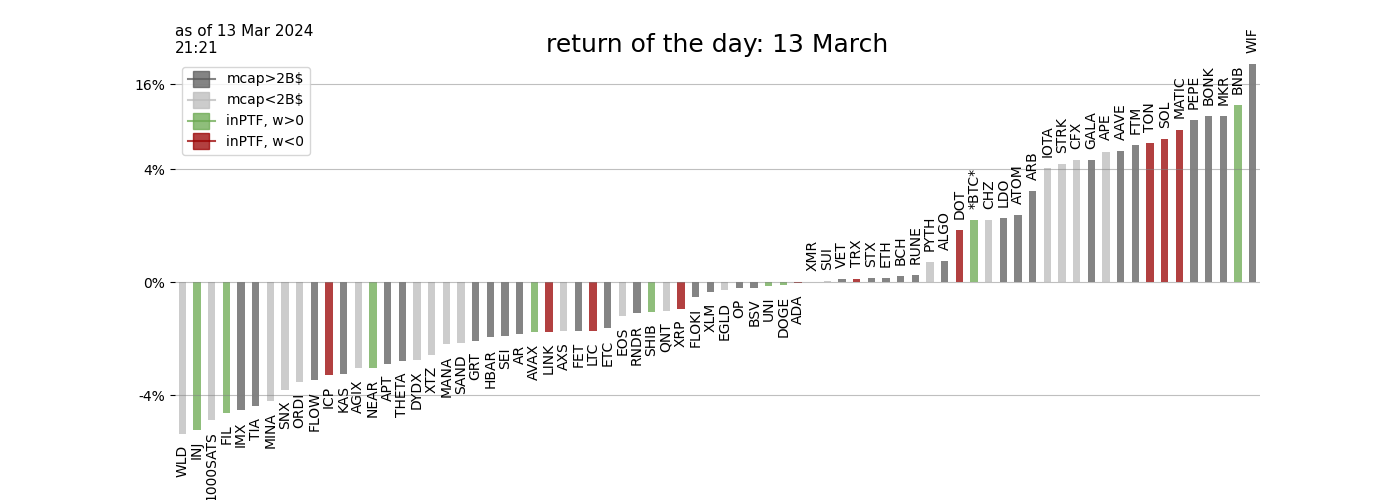 as of 13 Mar 2024
21:21
return of the day: 13 March
mcap>2B$
mcap<2B$
inPTF, w>0
inPTF, w<0
16%
4%
0%
-4%
WLD
INJ
1000SATS
FIL
IMX
TIA
MINA
SNX
ORDI
FLOW
ICP
KAS
AGIX
NEAR
APT
THETA
DYDX
XTZ
MANA
SAND
GRT
HBAR
SEI
AR
AVAX
LINK
AXS
FET
LTC
ETC
EOS
RNDR
SHIB
QNT
XRP
FLOKI
XLM
EGLD
OP
BSV
UNI
DOGE
ADA
XMR
SUI
VET
TRX
STX
ETH
BCH
RUNE
PYTH
ALGO
DOT
*BTC*
CHZ
LDO
ATOM
ARB
IOTA
STRK
CFX
GALA
APE
AAVE
FTM
TON
SOL
MATIC
PEPE
BONK
MKR
BNB
WIF